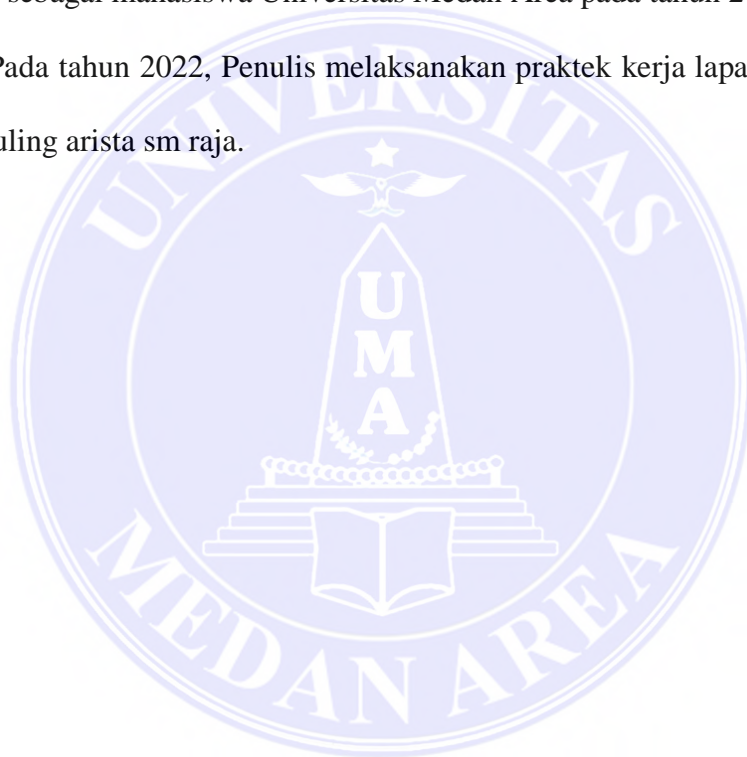 sebagai mahasiswa Universitas Medan Area pada tahun 2
Pada tahun 2022, Penulis melaksanakan praktek kerja lapa
uling arista sm raja.
UNIVERSITAS
UMA
MEDAN AREA